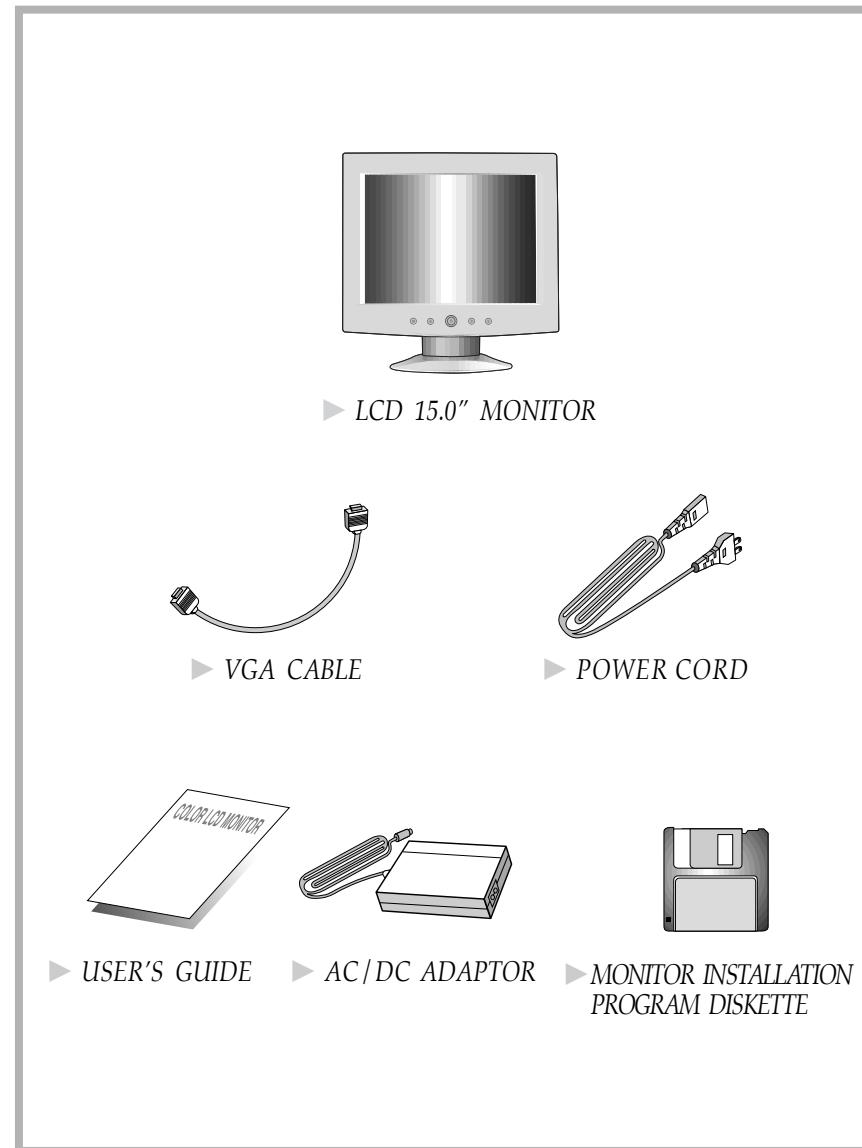 LCD 15.0" MONITOR
VGA CABLE
POWER CORD
COLOR LCD MONITOR
USER'S GUIDE
AC/DC ADAPTOR
MONITOR INSTALLATION
PROGRAM DISKETTE